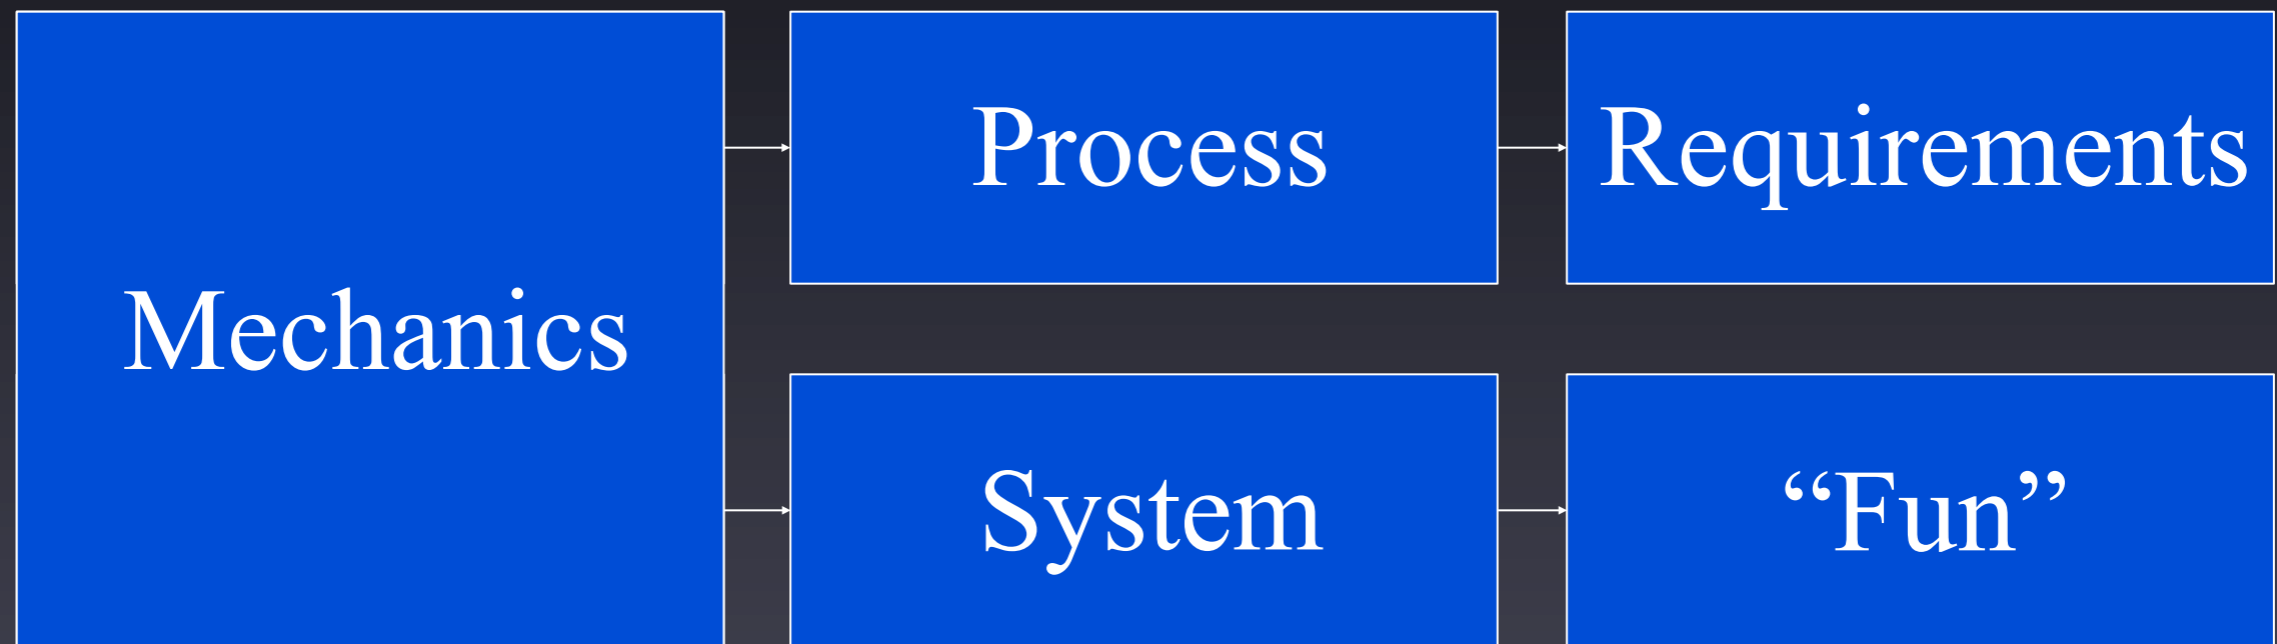 Mechanics
Process
Requirements
System
“Fun”